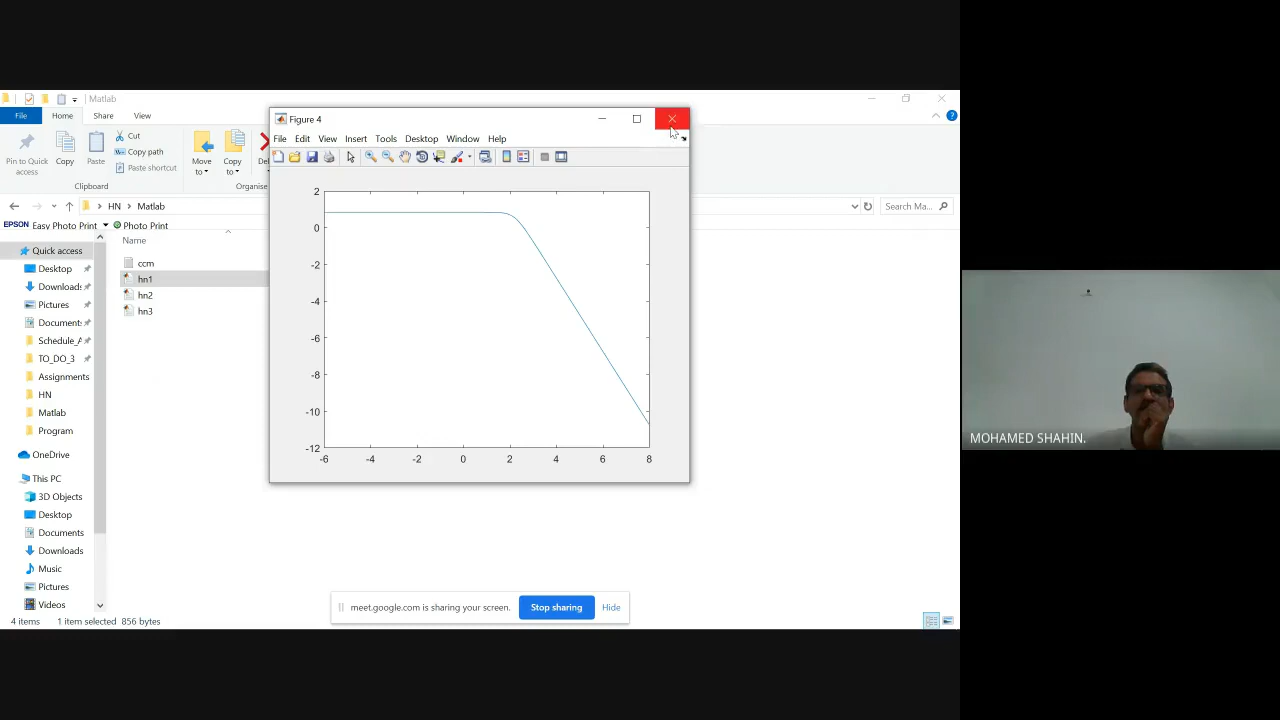 Matlab
File Home Share View
Pin to Quick access
Copy
Paste
Cut
Copy path
Paste shortcut
Move to
Copy to
Clipboard
Organise
HN Matlab
Search Ma...
EPSON Easy Photo Print Photo Print
Name
Quick access
Desktop
Downloads
Pictures
Documents
Schedule_A
TO_DO_3
Assignments
HN
Matlab
Program
OneDrive
This PC
3D Objects
Desktop
Documents
Downloads
Music
Pictures
Videos
ccm
hn1
hn2
hn3
4 items 1 item selected 856 bytes
Figure 4
File Edit View Insert Tools Desktop Window Help
2
0
-2
-4
-6
-8
-10
-12
-6 -4 -2 0 2 4 6 8
meet.google.com is sharing your screen. Stop sharing Hide
MOHAMED SHAHIN.